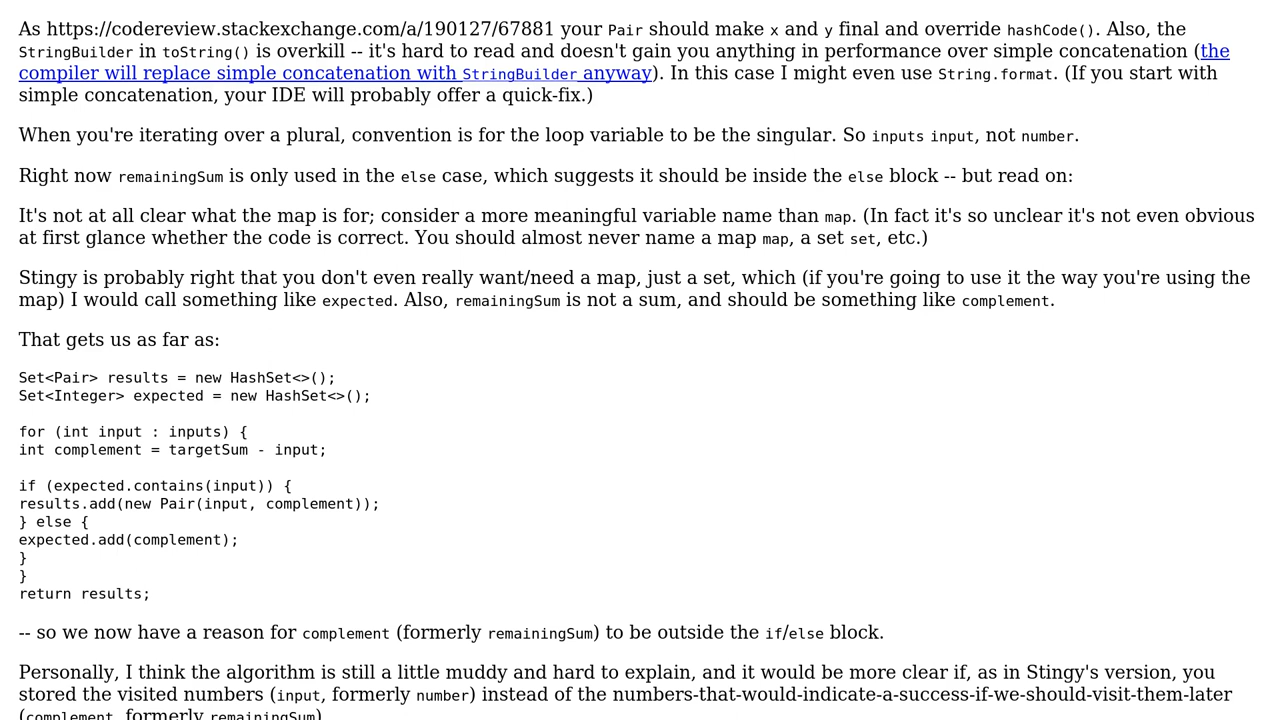 As https://codereview.stackexchange.com/a/190127/67881 your Pair should make x and y final and override hashCode(). Also, the
StringBuilder in toString() is overkill -- it's hard to read and doesn't gain you anything in performance over simple concatenation (the
compiler will replace simple concatenation with StringBuilder anyway). In this case I might even use String.format. (If you start with
simple concatenation, your IDE will probably offer a quick-fix.)
When you're iterating over a plural, convention is for the loop variable to be the singular. So inputs input, not number.
Right now remainingSum is only used in the else case, which suggests it should be inside the else block -- but read on:
It's not at all clear what the map is for; consider a more meaningful variable name than map. (In fact it's so unclear it's not even obvious
at first glance whether the code is correct. You should almost never name a map map, a set set, etc.)
Stingy is probably right that you don't even really want/need a map, just a set, which (if you're going to use it the way you're using the
map) I would call something like expected. Also, remainingSum is not a sum, and should be something like complement.
That gets us as far as:
Set<Pair> results = new HashSet<>();
Set<Integer> expected = new HashSet<>();
for (int input : inputs) {
int complement = targetSum - input;
if (expected.contains(input)) {
results.add(new Pair(input, complement));
} else {
expected.add(complement);
}
}
return results;
-- so we now have a reason for complement (formerly remainingSum) to be outside the if/else block.
Personally, I think the algorithm is still a little muddy and hard to explain, and it would be more clear if, as in Stingy's version, you
stored the visited numbers (input, formerly number) instead of the numbers-that-would-indicate-a-success-if-we-should-visit-them-later
(complement, formerly remainingSum)